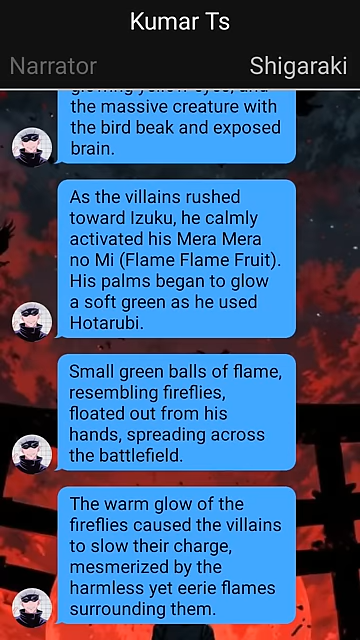 Kumar Ts
Narrator
Shigaraki
glowing yellow eyes, and
the massive creature with
the bird beak and exposed
brain.
As the villains rushed
toward Izuku, he calmly
activated his Mera Mera
no Mi (Flame Flame Fruit).
His palms began to glow
a soft green as he used
Hotarubi.
Small green balls of flame,
resembling fireflies,
floated out from his
hands, spreading across
the battlefield.
The warm glow of the
fireflies caused the villains
to slow their charge,
mesmerized by the
harmless yet eerie flames
surrounding them.